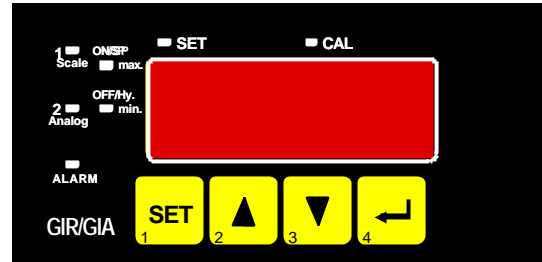 SET CAL
1 ON/SP
Scale max.
OFF/Hy.
2 min.
Analog
ALARM
GIR/GIA
SET
1 2 3 4